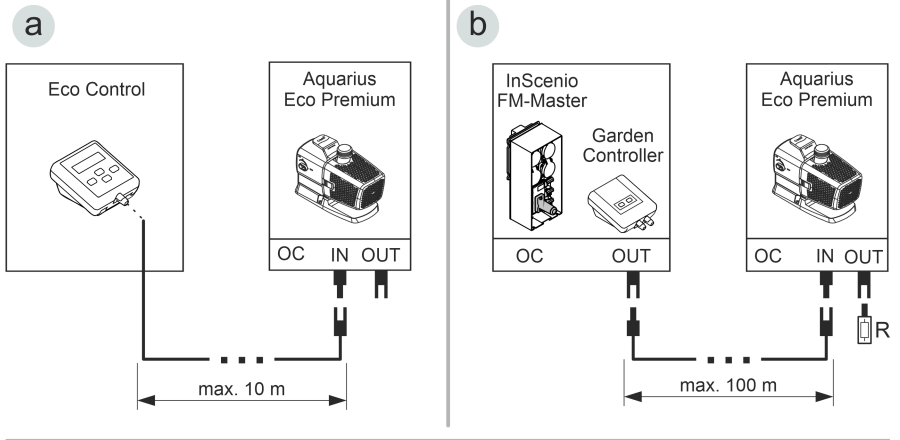 a
Eco Control
Aquarius
Eco Premium
OC IN OUT
max. 10 m
b
InScenio
FM-Master
Garden
Controller
OC OUT
Aquarius
Eco Premium
OC IN OUT
R
max. 100 m